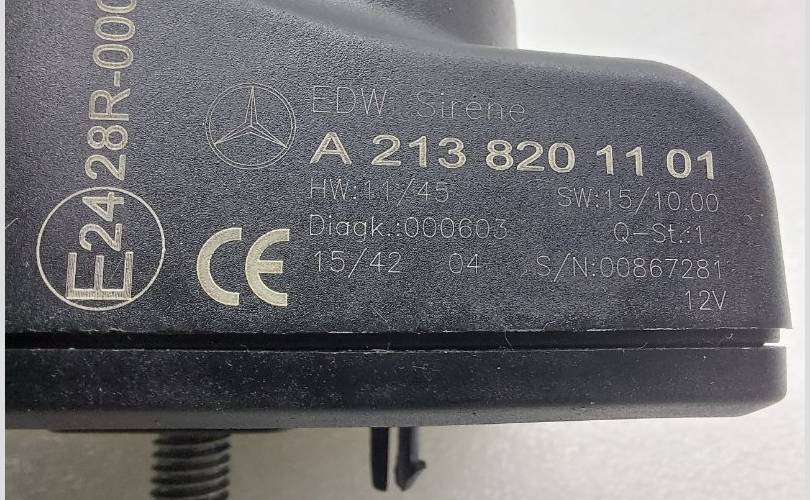 EDW Sirene
A 213 820 11 01
HW:11/45 SW:15/10.00
Diagk.:000603 Q-St.:1
15/42 04 S/N:00867281
12V
CE
E24
28R-000